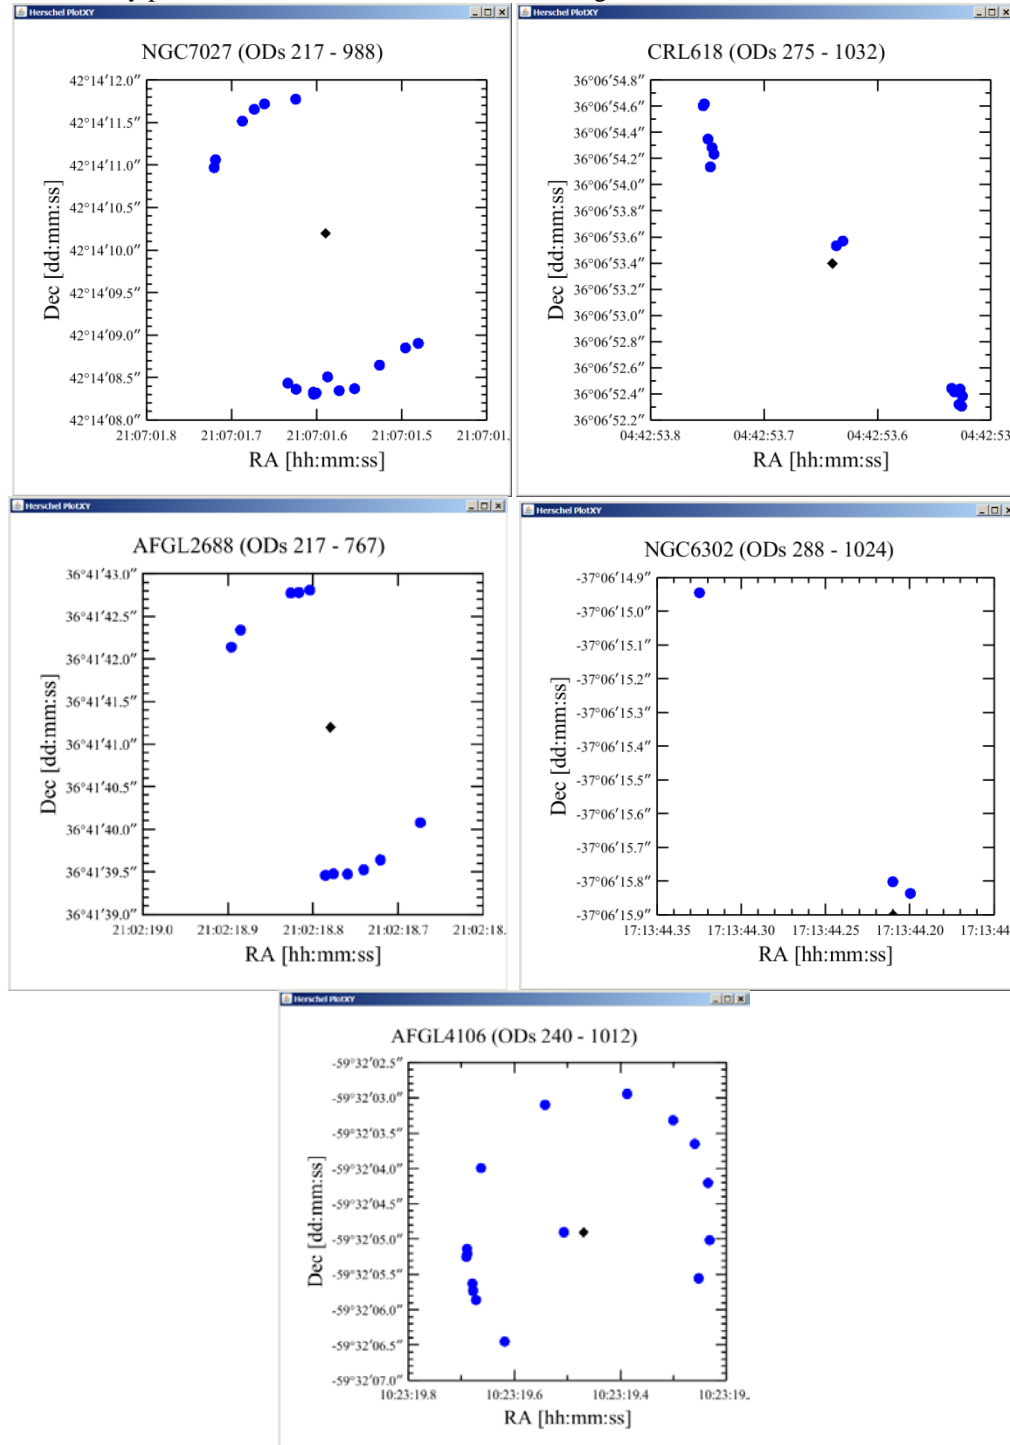 Herschel PlotXY
NGC7027 (ODs 217 - 988)
42°14′12.0″
42°14′11.5″
42°14′11.0″
42°14′10.5″
42°14′10.0″
42°14′09.5″
42°14′09.0″
42°14′08.5″
42°14′08.0″
Dec [dd:mm:ss]
21:07:01.8 21:07:01.7 21:07:01.6 21:07:01.5 21:07:01.
RA [hh:mm:ss]
Herschel PlotXY
CRL618 (ODs 275 - 1032)
36°06′54.8″
36°06′54.6″
36°06′54.4″
36°06′54.2″
36°06′54.0″
36°06′53.8″
36°06′53.6″
36°06′53.4″
36°06′53.2″
36°06′53.0″
36°06′52.8″
36°06′52.6″
36°06′52.4″
36°06′52.2″
Dec [dd:mm:ss]
04:42:53.8 04:42:53.7 04:42:53.6 04:42:53
RA [hh:mm:ss]
Herschel PlotXY
AFGL2688 (ODs 217 - 767)
36°41′43.0″
36°41′42.5″
36°41′42.0″
36°41′41.5″
36°41′41.0″
36°41′40.5″
36°41′40.0″
36°41′39.5″
36°41′39.0″
Dec [dd:mm:ss]
21:02:19.0 21:02:18.9 21:02:18.8 21:02:18.7 21:02:18.
RA [hh:mm:ss]
Herschel PlotXY
NGC6302 (ODs 288 - 1024)
-37°06′14.9″
-37°06′15.0″
-37°06′15.1″
-37°06′15.2″
-37°06′15.3″
-37°06′15.4″
-37°06′15.5″
-37°06′15.6″
-37°06′15.7″
-37°06′15.8″
-37°06′15.9″
Dec [dd:mm:ss]
17:13:44.35 17:13:44.30 17:13:44.25 17:13:44.20 17:13:44
RA [hh:mm:ss]
Herschel PlotXY
AFGL4106 (ODs 240 - 1012)
-59°32′02.5″
-59°32′03.0″
-59°32′03.5″
-59°32′04.0″
-59°32′04.5″
-59°32′05.0″
-59°32′05.5″
-59°32′06.0″
-59°32′06.5″
-59°32′07.0″
Dec [dd:mm:ss]
10:23:19.8 10:23:19.6 10:23:19.4 10:23:19.
RA [hh:mm:ss]